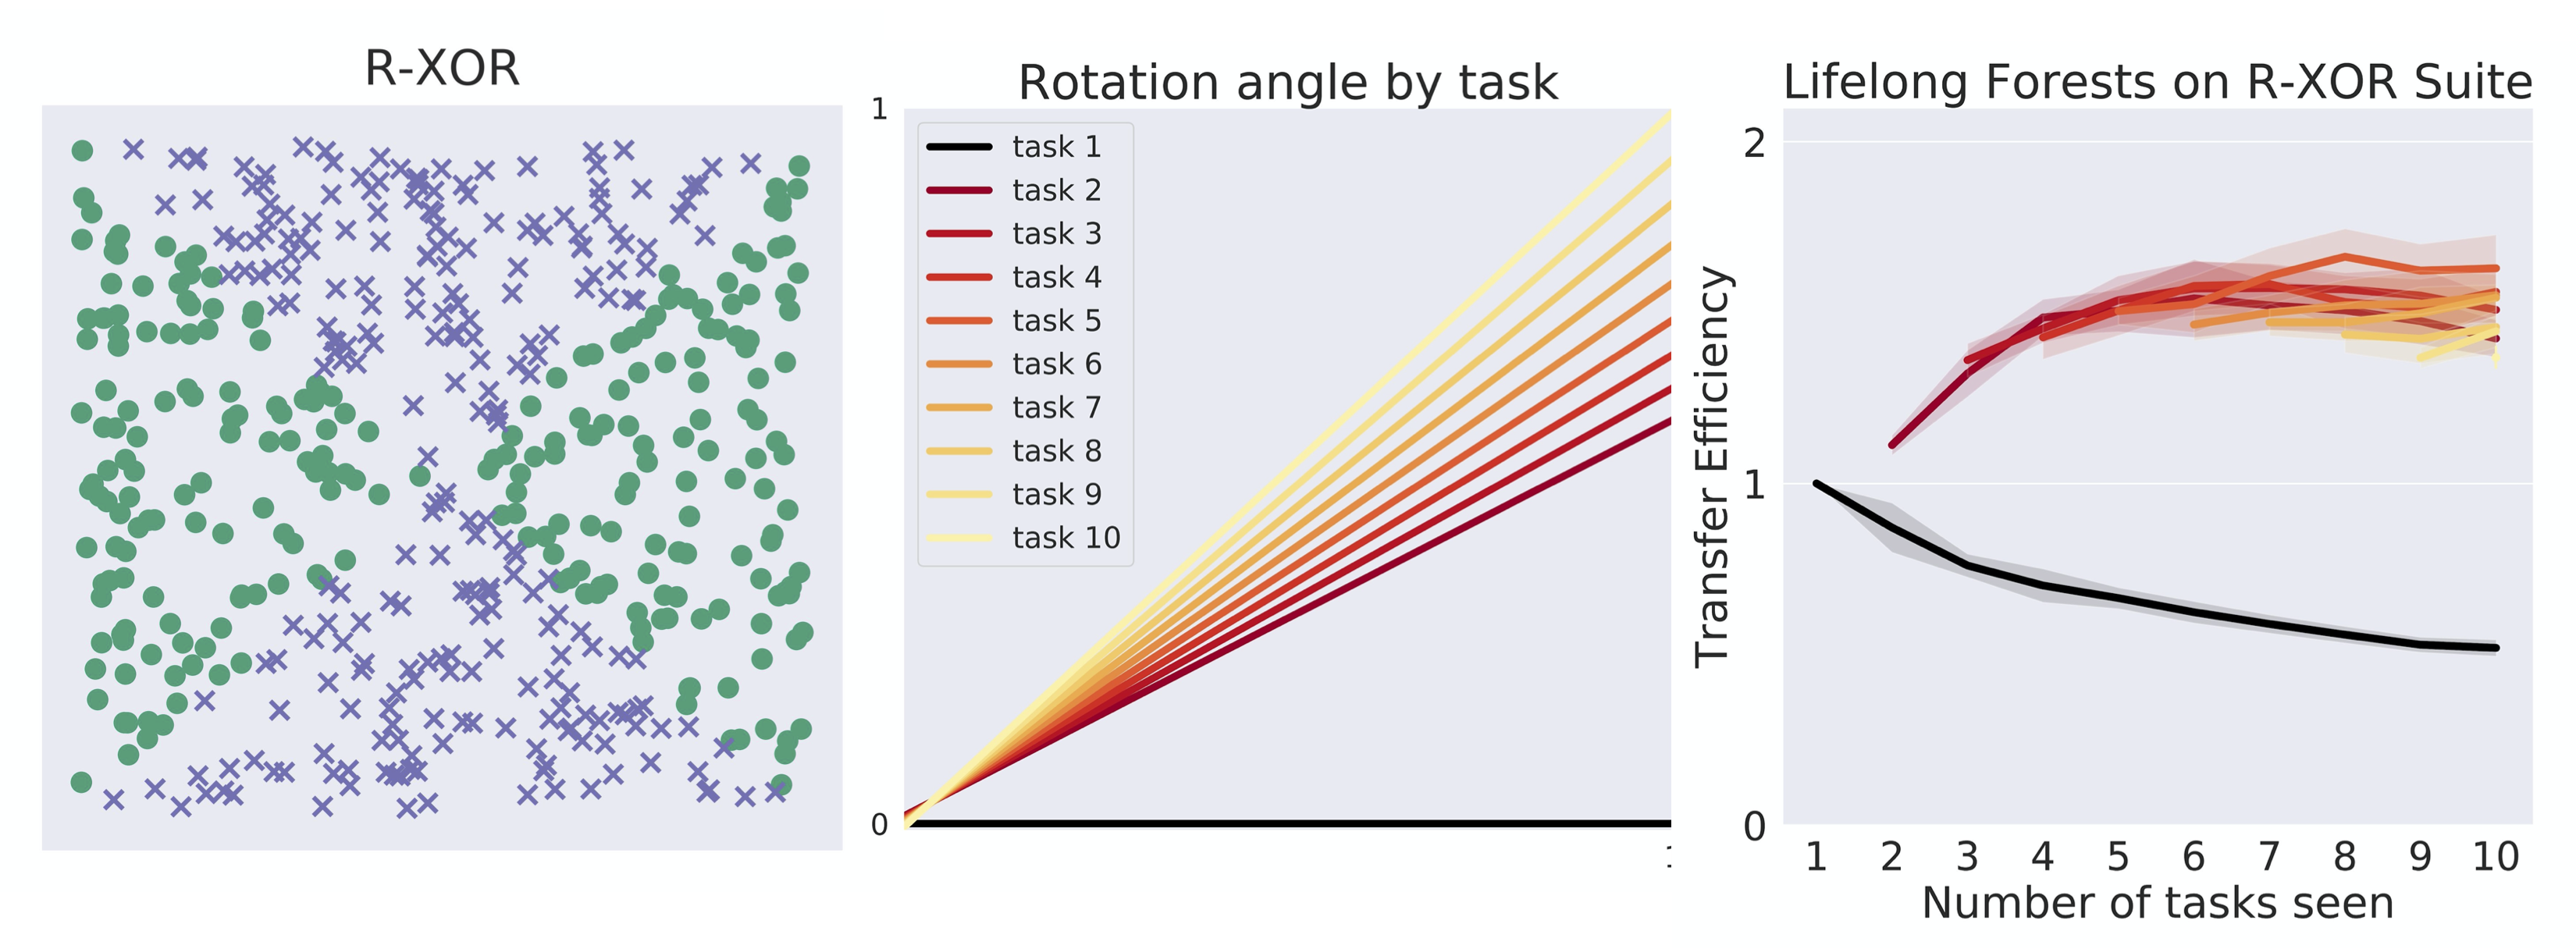 R-XOR
Rotation angle by task
1
task 1
task 2
task 3
task 4
task 5
task 6
task 7
task 8
task 9
task 10
0
Lifelong Forests on R-XOR Suite
Transfer Efficiency
2
1
0
1 2 3 4 5 6 7 8 9 10
Number of tasks seen